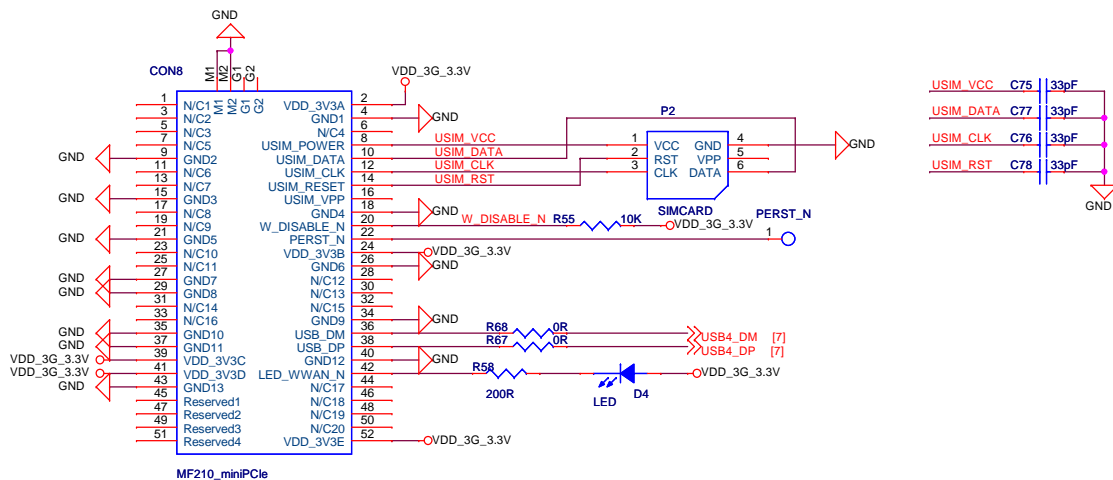 GND
M1 M2 G1 G2
CON8
M1 M2 G1 G2
VDD_3G_3.3V
1 N/C1 VDD_3V3A 2
3 N/C2 GND1 4 GND
5 N/C3 N/C4 6
7 N/C5 USIM_POWER 8 USIM_VCC
GND 9 GND2 USIM_DATA 10 USIM_DATA
11 N/C6 USIM_CLK 12 USIM_CLK
13 N/C7 USIM_RESET 14 USIM_RST
GND 15 GND3 USIM_VPP 16
17 N/C8 GND4 18 GND
19 N/C9 W_DISABLE_N 20 W_DISABLE_N R55 10K VDD_3G_3.3V
GND 21 GND5 PERST_N 22
23 N/C10 VDD_3V3B 24 VDD_3G_3.3V
25 N/C11 GND6 26 GND
GND 27 GND7 N/C12 28
GND 29 GND8 N/C13 30
31 N/C14 N/C15 32
33 N/C16 GND9 34 GND
GND 35 GND10 USB_DM 36 R68 0R USB4_DM [7]
GND 37 GND11 USB_DP 38 R67 0R USB4_DP [7]
VDD_3G_3.3V 39 VDD_3V3C GND12 40 GND
VDD_3G_3.3V 41 VDD_3V3D LED_WWAN_N 42 R58 200R LED D4 VDD_3G_3.3V
GND 43 GND13 N/C17 44
45 Reserved1 N/C18 46
47 Reserved2 N/C19 48
49 Reserved3 N/C20 50
51 Reserved4 VDD_3V3E 52 VDD_3G_3.3V
MF210_miniPCIe
P2
1 VCC GND 4 GND
2 RST VPP 5
3 CLK DATA 6
SIMCARD
PERST_N
1
USIM_VCC C75 33pF
USIM_DATA C77 33pF
USIM_CLK C76 33pF
USIM_RST C78 33pF
GND